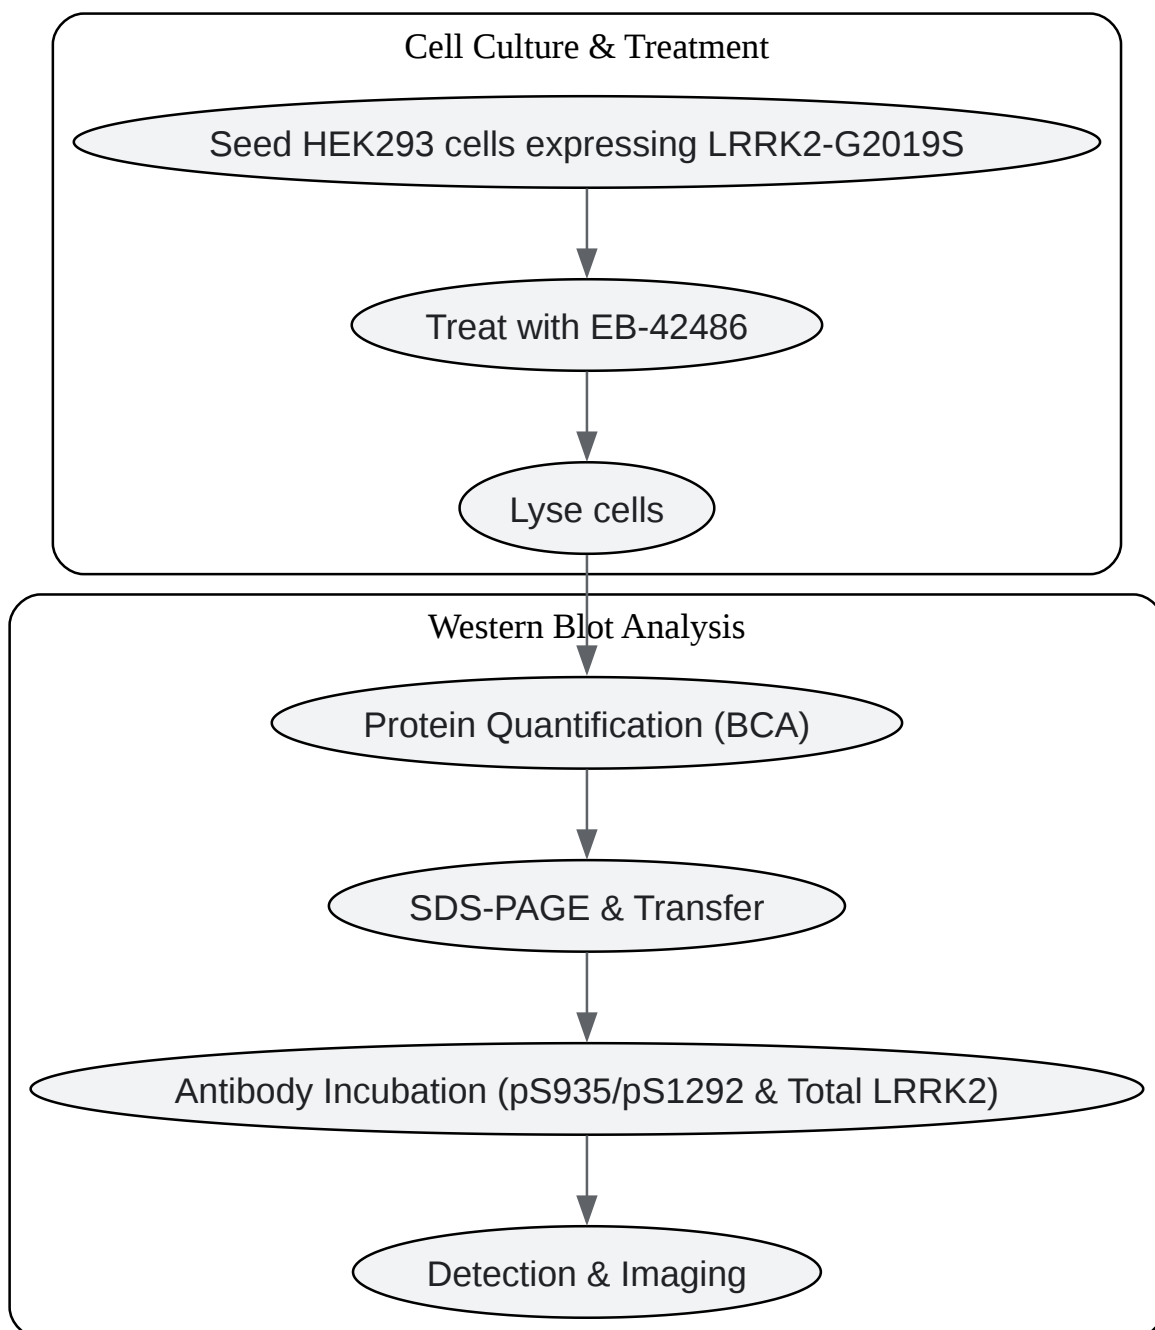 Cell Culture & Treatment
Seed HEK293 cells expressing LRRK2-G2019S
Treat with EB-42486
Lyse cells
Western Blot Analysis
Protein Quantification (BCA)
SDS-PAGE & Transfer
Antibody Incubation (pS935/pS1292 & Total LRRK2)
Detection & Imaging